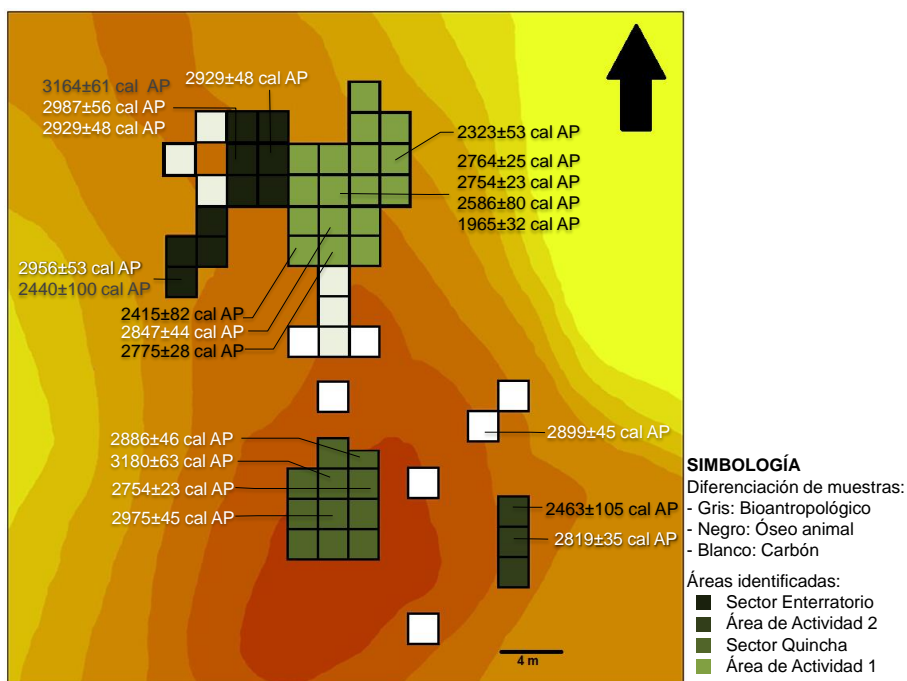 2929±48 cal AP
3164±61 cal AP
2987±56 cal AP
2929±48 cal AP
2323±53 cal AP
2764±25 cal AP
2754±23 cal AP
2586±80 cal AP
1965±32 cal AP
2956±53 cal AP
2440±100 cal AP
2415±82 cal AP
2847±44 cal AP
2775±28 cal AP
2886±46 cal AP
3180±63 cal AP
2754±23 cal AP
2975±45 cal AP
2899±45 cal AP
2463±105 cal AP
2819±35 cal AP
4 m
SIMBOLOGÍA
Diferenciación de muestras:
- Gris: Bioantropológico
- Negro: Óseo animal
- Blanco: Carbón
Áreas identificadas:
Sector Enterratorio
Área de Actividad 2
Sector Quincha
Área de Actividad 1